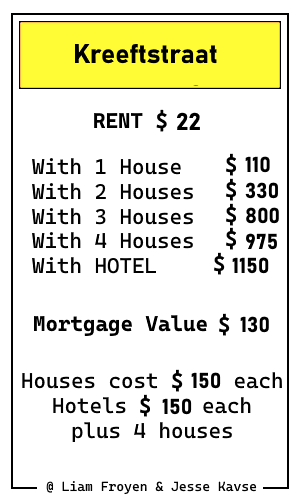 Kreeftstraat
RENT $ 22
With 1 House $ 110
With 2 Houses $ 330
With 3 Houses $ 800
With 4 Houses $ 975
With HOTEL $ 1150
Mortgage Value $ 130
Houses cost $ 150 each
Hotels $ 150 each
plus 4 houses
@ Liam Froyen & Jesse Kavse